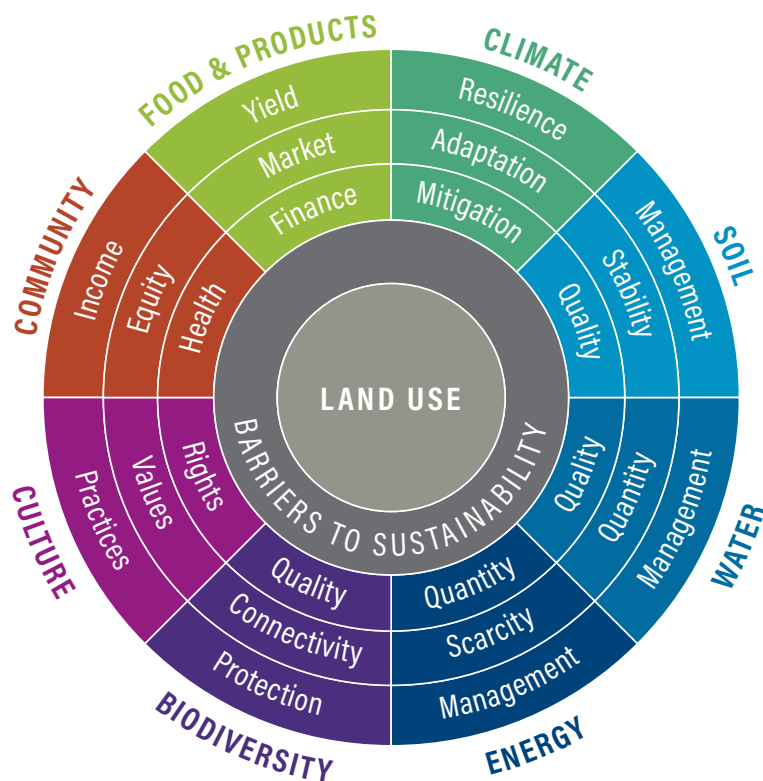 FOOD & PRODUCTS
Yield
Market
Finance
CLIMATE
Resilience
Adaptation
Mitigation
SOIL
Management
Stability
Quality
WATER
Management
Quantity
Quality
ENERGY
Quantity
Scarcity
Management
BIODIVERSITY
Quality
Connectivity
Protection
CULTURE
Practices
Values
Rights
COMMUNITY
Income
Equity
Health
LAND USE
BARRIERS TO SUSTAINABILITY